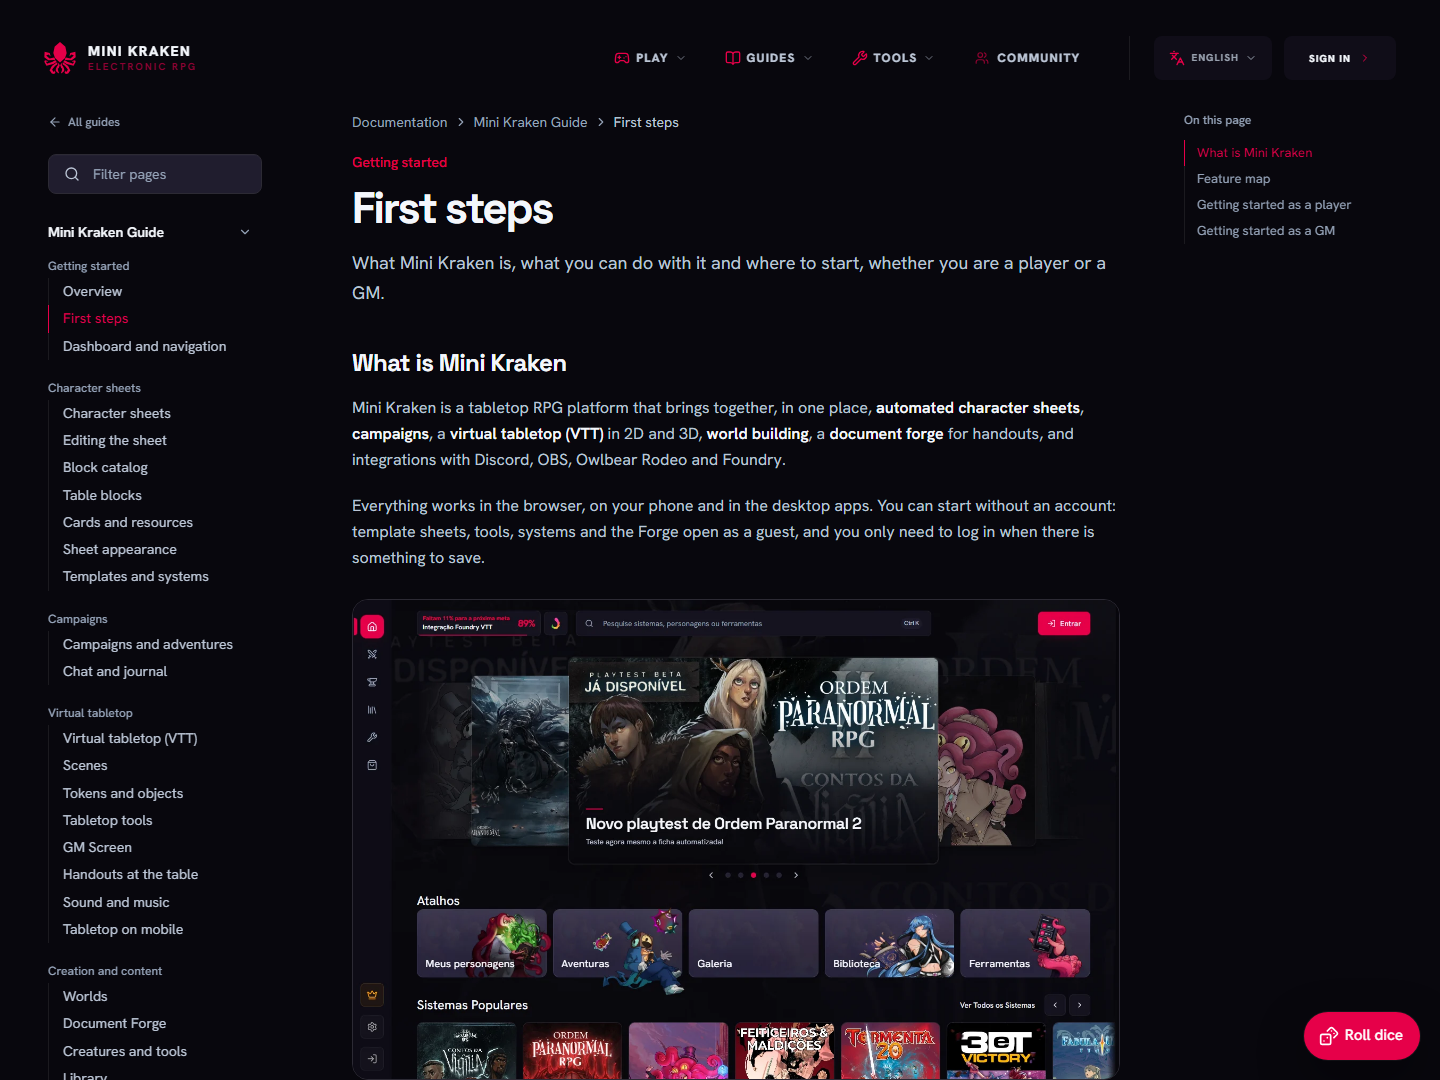 MINI KRAKEN
ELECTRONIC RPG
PLAY
GUIDES
TOOLS
COMMUNITY
ENGLISH
SIGN IN
All guides
Filter pages
Mini Kraken Guide
Getting started
Overview
First steps
Dashboard and navigation
Character sheets
Character sheets
Editing the sheet
Block catalog
Table blocks
Cards and resources
Sheet appearance
Templates and systems
Campaigns
Campaigns and adventures
Chat and journal
Virtual tabletop
Virtual tabletop (VTT)
Scenes
Tokens and objects
Tabletop tools
GM Screen
Handouts at the table
Sound and music
Tabletop on mobile
Creation and content
Worlds
Document Forge
Creatures and tools
Library
Documentation > Mini Kraken Guide > First steps
Getting started
First steps
What Mini Kraken is, what you can do with it and where to start, whether you are a player or a
GM.
What is Mini Kraken
Mini Kraken is a tabletop RPG platform that brings together, in one place, automated character sheets,
campaigns, a virtual tabletop (VTT) in 2D and 3D, world building, a document forge for handouts, and
integrations with Discord, OBS, Owlbear Rodeo and Foundry.
Everything works in the browser, on your phone and in the desktop apps. You can start without an account:
template sheets, tools, systems and the Forge open as a guest, and you only need to log in when there is
something to save.
Faltam 11% para a próxima meta
Integração Foundry VTT
89%
Pesquise sistemas, personagens ou ferramentas
Ctrl K
Entrar
PLAYTEST BETA
JÁ DISPONÍVEL
ORDEM
PARANORMAL
RPG
CONTOS DA
VIGÍLIA
Novo playtest de Ordem Paranormal 2
Teste agora mesmo a ficha automatizada!
Atalhos
Meus personagens
Aventuras
Galeria
Biblioteca
Ferramentas
Sistemas Populares
Ver Todos os Sistemas
CONTOS DA
VIGÍLIA
ORDEM
PARANORMAL
RPG
FEITICEIROS &
MALDIÇÕES
TORMENTA
20
3DT
VICTORY
On this page
What is Mini Kraken
Feature map
Getting started as a player
Getting started as a GM
Roll dice